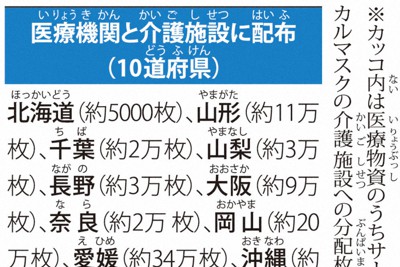 医療機関と介護施設に配布
(10道府県)
北海道(約5000枚)、山形(約11万
枚)、千葉(約2万枚)、山梨(約3万
枚)、長野(約3万枚)、大阪(約9万
枚)、奈良(約2万枚)、岡山(約20
万枚)、愛媛(約34万枚)、沖縄(約
※カッコ内は医療物資のうちサー
カルマスクの介護施設への分配枚